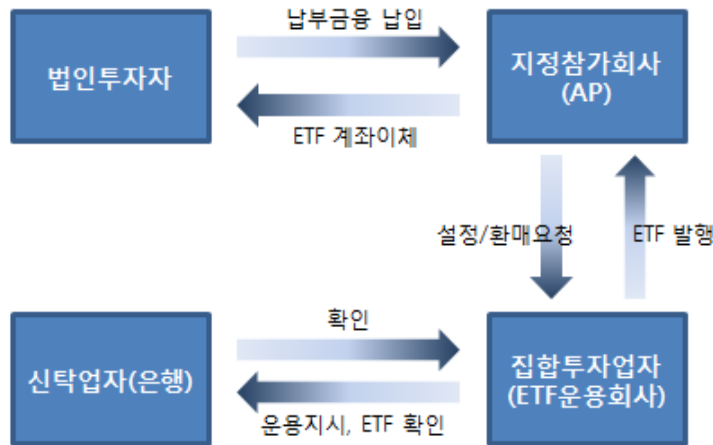 납부금용 납입
법인투자자
지정참가회사
(AP)
ETF 계좌이체
설정/환매요청
ETF 발행
확인
신탁업자(은행)
집합투자업자
(ETF운용회사)
운용지시, ETF 확인